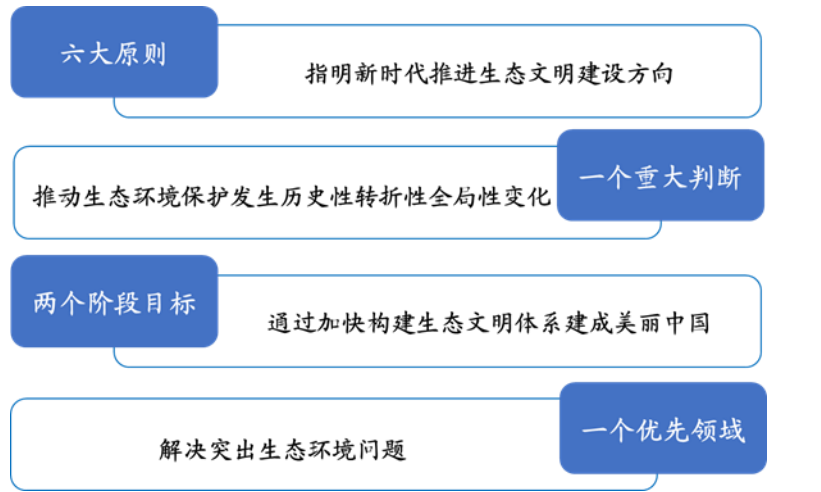 六大原则
指明新时代推进生态文明建设方向
一个重大判断
推动生态环境保护发生历史性转折性全局性变化
两个阶段目标
通过加快构建生态文明体系建成美丽中国
一个优先领域
解决突出生态环境问题